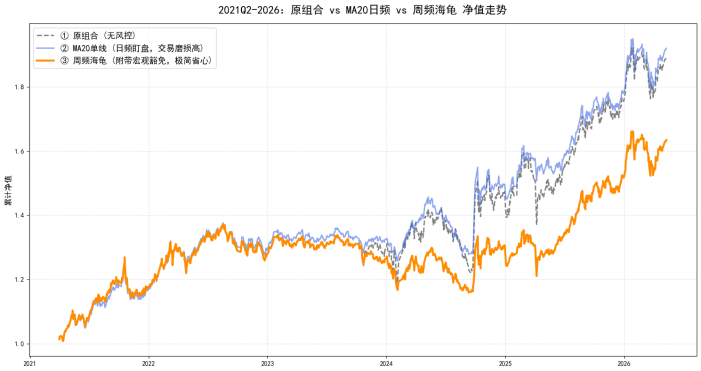 2021Q2-2026：原组合 vs MA20日频 vs 周频海龟 净值走势
① 原组合 (无风控)
② MA20单线 (日频盯盘，交易磨损高)
③ 周频海龟 (附带宏观豁免，极简省心)
累计净值
1.8
1.6
1.4
1.2
1.0
2021
2022
2023
2024
2025
2026